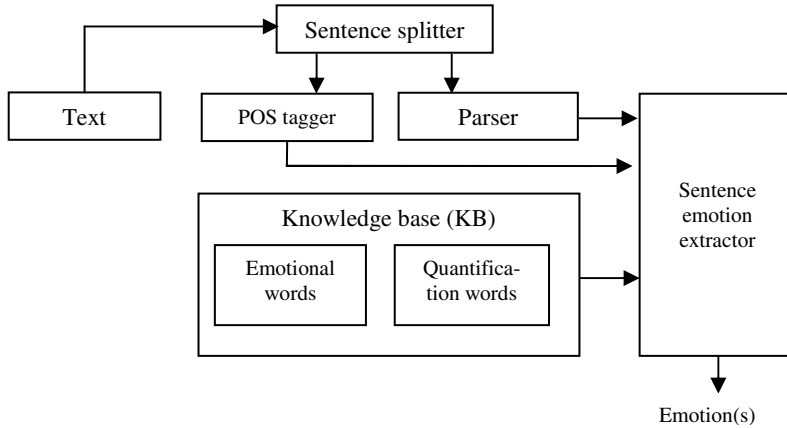 Sentence splitter
Text
POS tagger
Parser
Knowledge base (KB)
Emotional
words
Quantifica-
tion words
Sentence
emotion
extractor
Emotion(s)